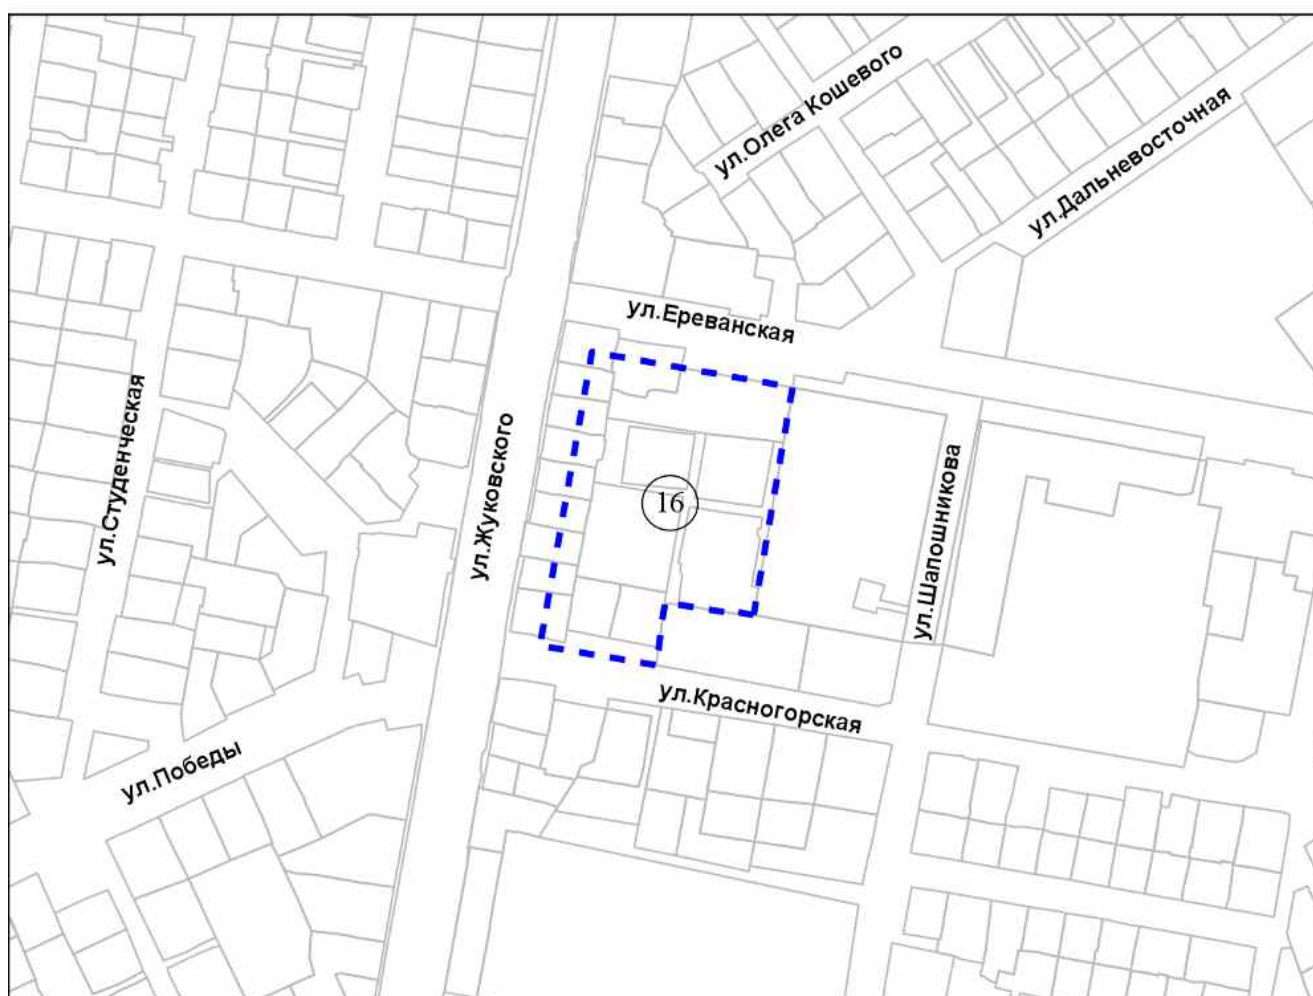 ул.Олега Кошевого
ул.Дальневосточная
ул.Ереванская
ул.Студенческая
ул.Жуковского
16
ул.Шапошникова
ул.Красногорская
ул.Победы